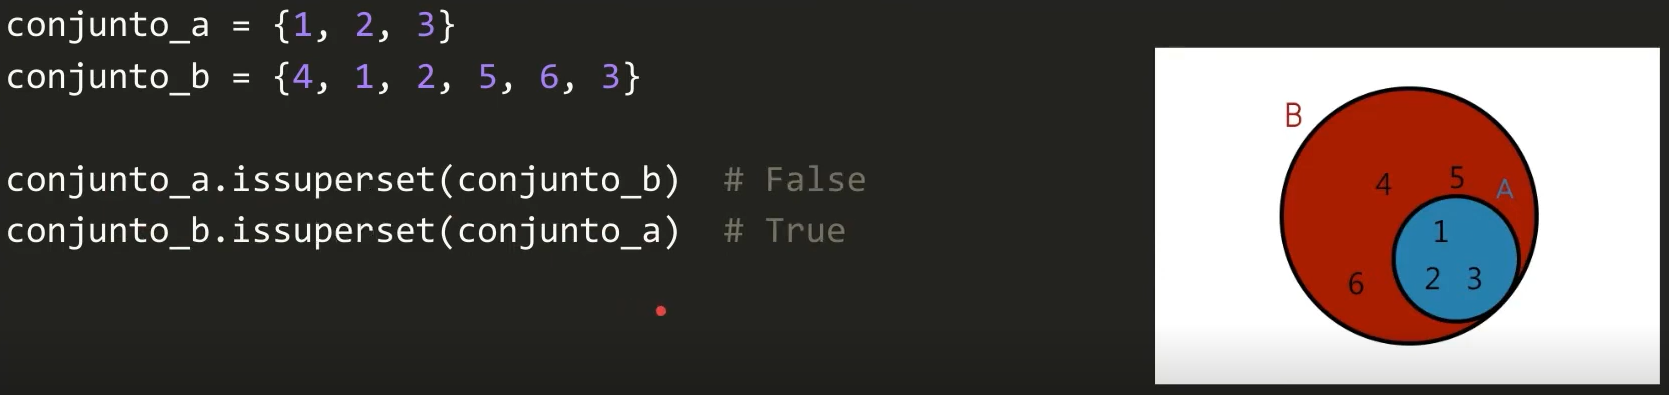 conjunto_a = {1, 2, 3}
conjunto_b = {4, 1, 2, 5, 6, 3}
conjunto_a.issuperset(conjunto_b)  # False
conjunto_b.issuperset(conjunto_a)  # True
B
4 5 A
1
6 2 3